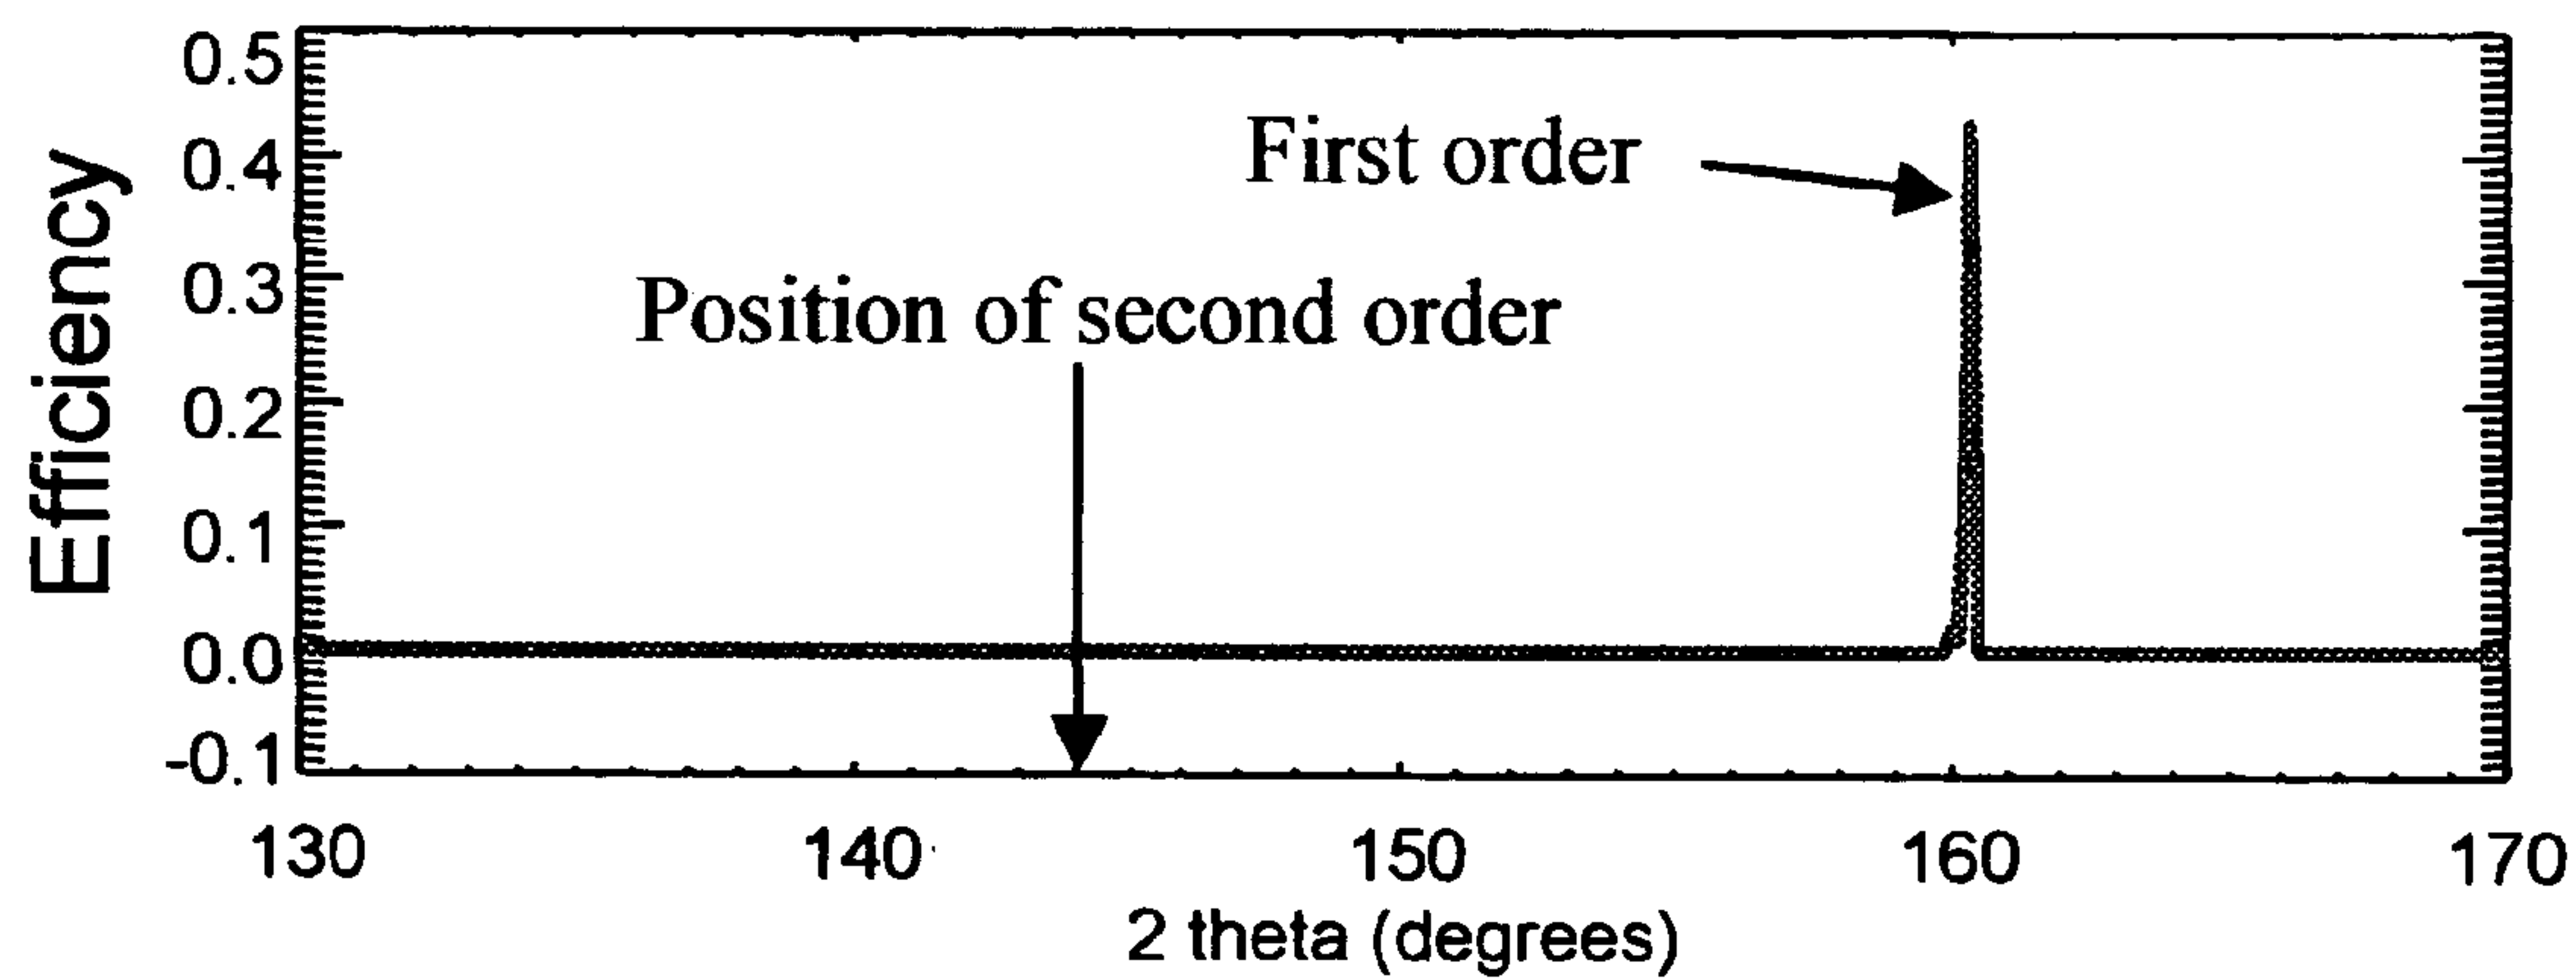 0.5
0.4
0.3
0.2
0.1
0.0
-0.1
Efficiency
First order
Position of second order
130 140 150 160 170
2 theta (degrees)